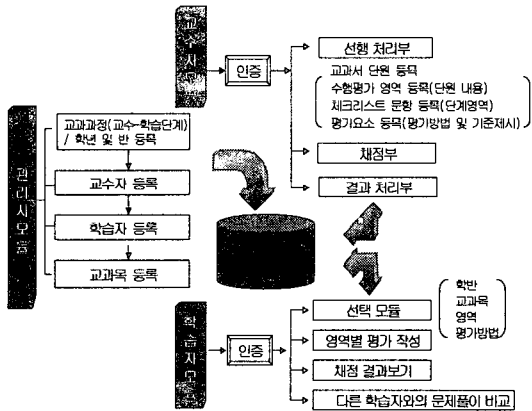 교수자모듈
인증
선행 처리부
교과서 단원 등록
수행평가 영역 등록(단원 내용)
체크리스트 문항 등록(단계영역)
평가요소 등록(평가방법 및 기준제시)
채점부
결과 처리부
관리자모듈
교과과정(교수-학습단계)
/ 학년 및 반 등록
교수자 등록
학습자 등록
교과목 등록
학습자모듈
인증
선택 모듈
학반
교과목
영역
평가방법
영역별 평가 작성
채점 결과보기
다른 학습자와의 문제풀이 비교